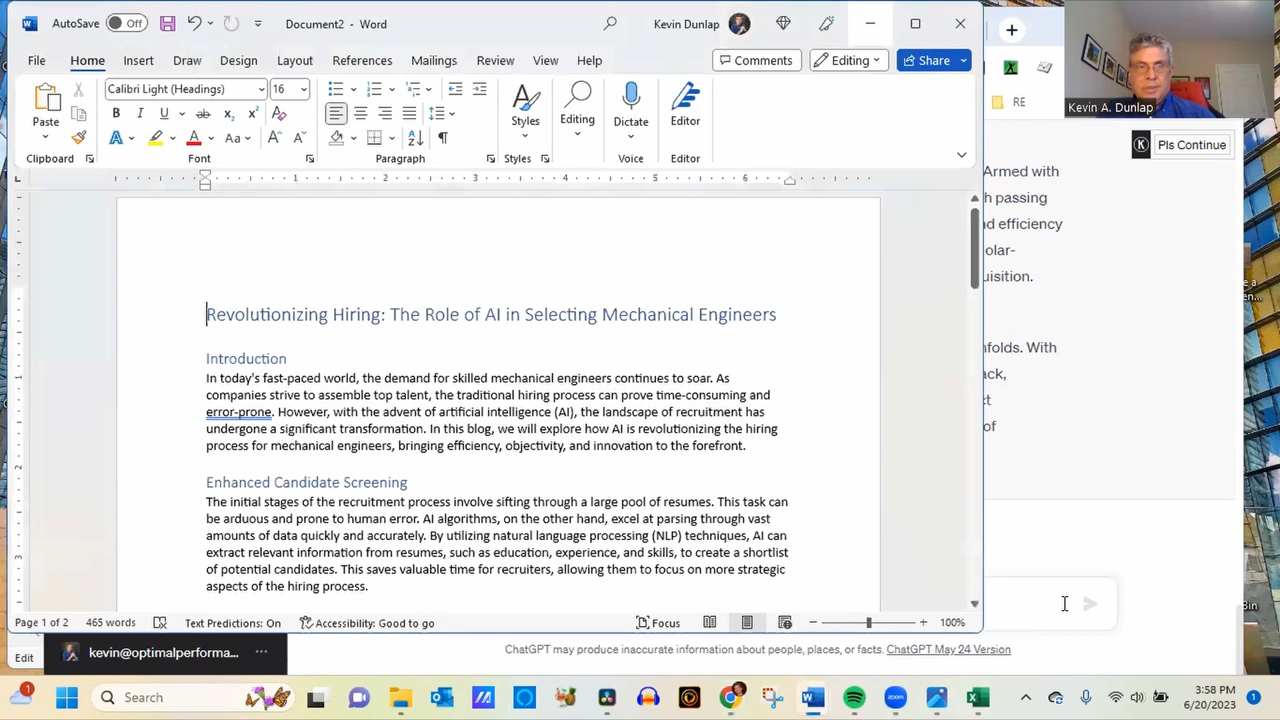 AutoSave Off Document2 - Word Kevin Dunlap
File Home Insert Draw Design Layout References Mailings Review View Help Comments Editing Share
Calibri Light (Headings) 16
Paste Styles Editing Dictate Editor
Clipboard Font Paragraph Styles Voice Editor
1 2 3 4 5 6
Revolutionizing Hiring: The Role of AI in Selecting Mechanical Engineers
Introduction
In today's fast-paced world, the demand for skilled mechanical engineers continues to soar. As
companies strive to assemble top talent, the traditional hiring process can prove time-consuming and
error-prone. However, with the advent of artificial intelligence (AI), the landscape of recruitment has
undergone a significant transformation. In this blog, we will explore how AI is revolutionizing the hiring
process for mechanical engineers, bringing efficiency, objectivity, and innovation to the forefront.
Enhanced Candidate Screening
The initial stages of the recruitment process involve sifting through a large pool of resumes. This task can
be arduous and prone to human error. AI algorithms, on the other hand, excel at parsing through vast
amounts of data quickly and accurately. By utilizing natural language processing (NLP) techniques, AI can
extract relevant information from resumes, such as education, experience, and skills, to create a shortlist
of potential candidates. This saves valuable time for recruiters, allowing them to focus on more strategic
aspects of the hiring process.
Page 1 of 2 465 words Text Predictions: On Accessibility: Good to go Focus 100%
Kevin A. Dunlap
RE
K Pls Continue
Armed with
h passing
nd efficiency
olar-
uisition.
nfolds. With
ack,
ct
of
Edit kevin@optimalperforma...
ChatGPT may produce inaccurate information about people, places, or facts. ChatGPT May 24 Version
Search
3:58 PM
6/20/2023